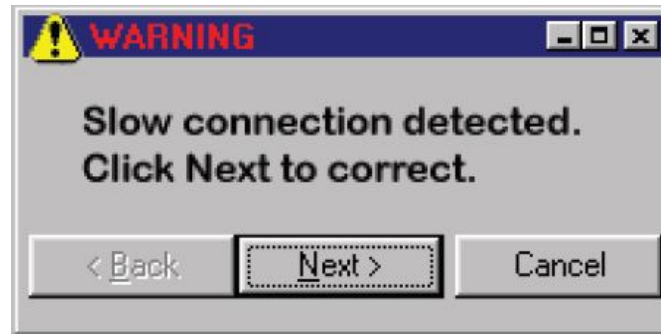 WARNING
Slow connection detected.
Click Next to correct.
< Back Next > Cancel